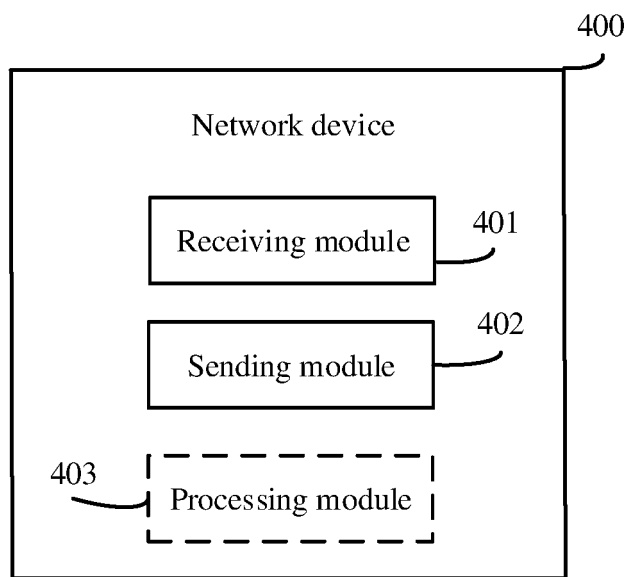 400
Network device
Receiving module
401
Sending module
402
403
Processing module